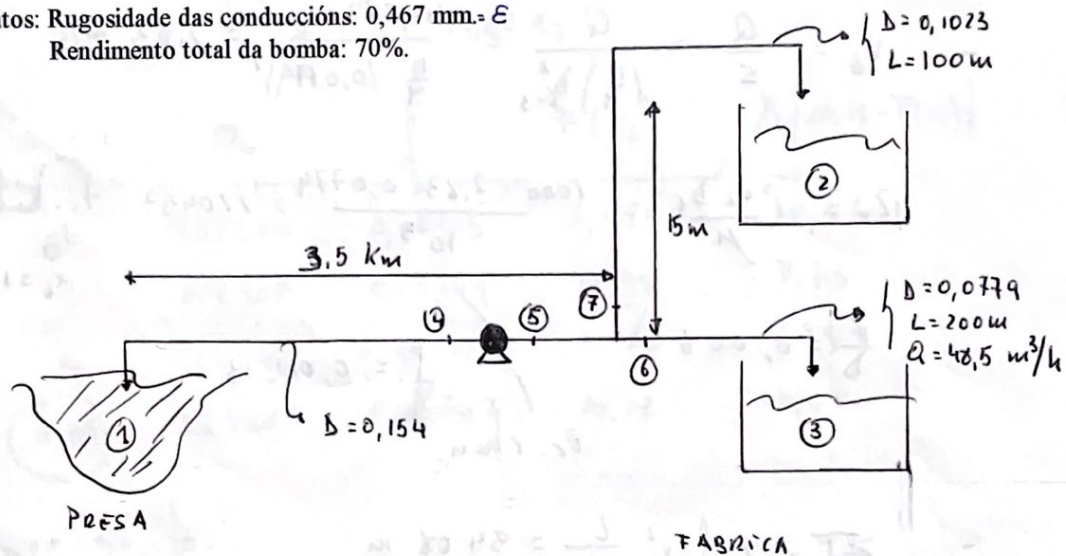 tos: Rugosidade das conduccións: 0,467 mm.= ε
Rendimento total da bomba: 70%.
D = 0,1023
L = 100 m
②
15 m
3,5 km
⑦
④
⑤
⑥
D = 0,0779
L = 200 m
Q = 48,5 m³/h
①
D = 0,154
③
PRESA
FABRICA